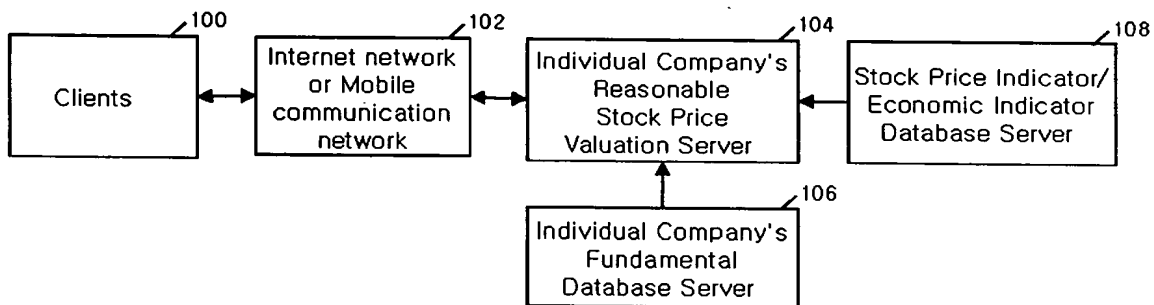 100
Clients
102
Internet network
or Mobile
communication
network
104
Individual Company's
Reasonable
Stock Price
Valuation Server
108
Stock Price Indicator/
Economic Indicator
Database Server
106
Individual Company's
Fundamental
Database Server